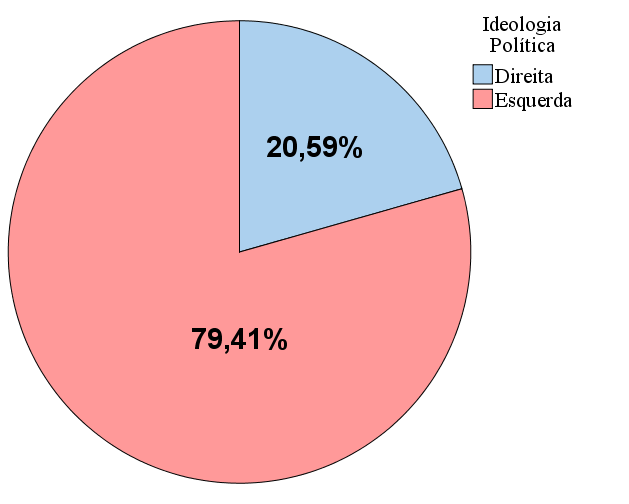 Ideologia
Política
Direita
Esquerda
20,59%
79,41%